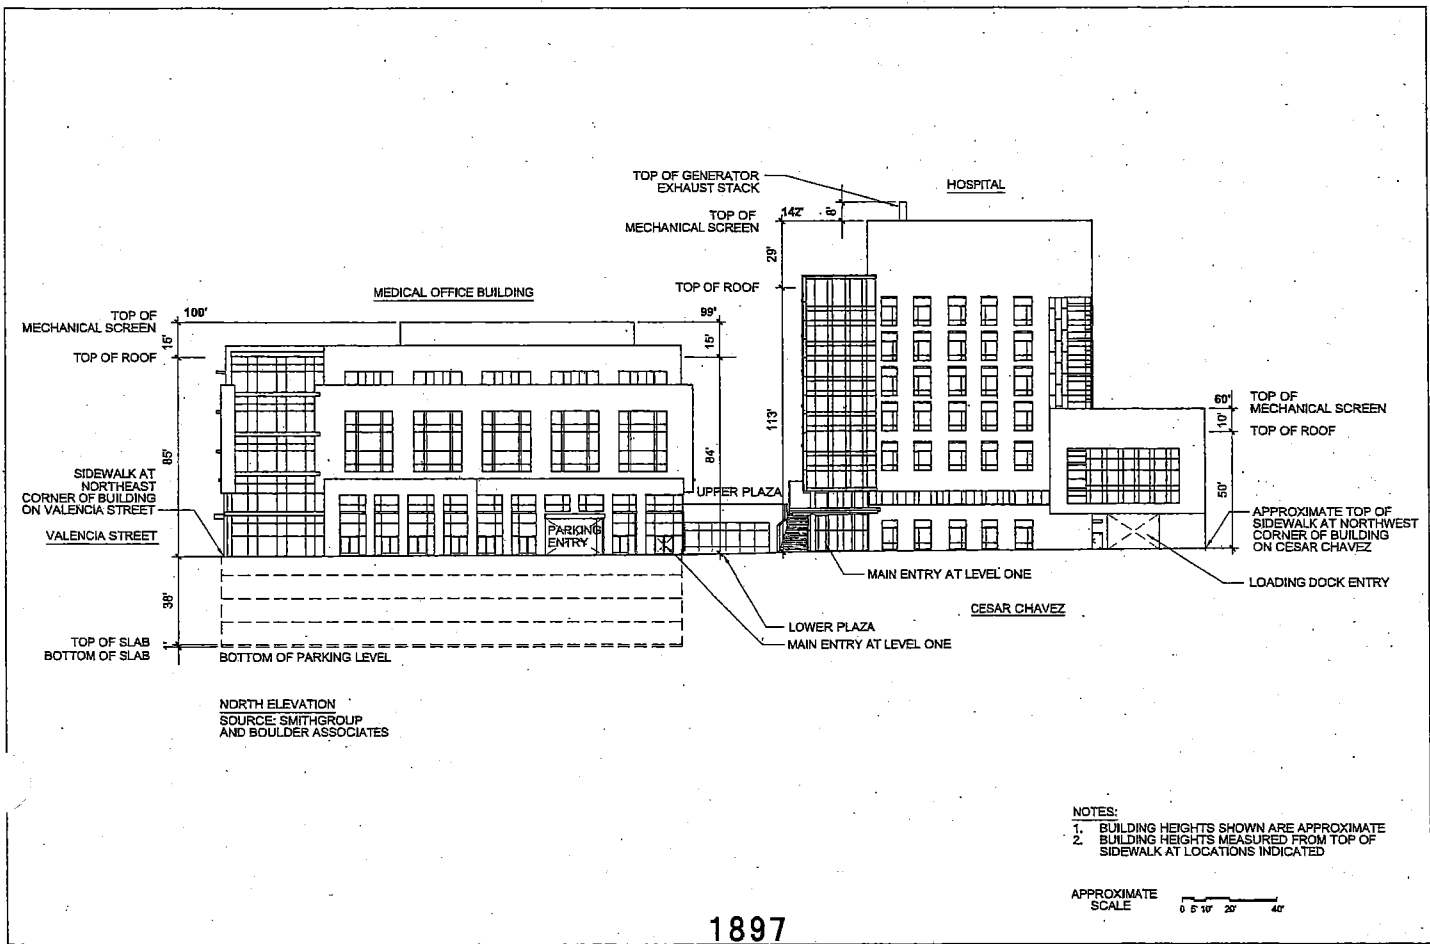 TOP OF GENERATOR
EXHAUST STACK
HOSPITAL
TOP OF
MECHANICAL SCREEN
142'
8'
29'
TOP OF ROOF
MEDICAL OFFICE BUILDING
TOP OF
MECHANICAL SCREEN
100'
99'
15'
15'
TOP OF ROOF
113'
60'
TOP OF
MECHANICAL SCREEN
10'
TOP OF ROOF
85'
84'
50'
SIDEWALK AT
NORTHEAST
CORNER OF BUILDING
ON VALENCIA STREET
UPPER PLAZA
VALENCIA STREET
PARKING
ENTRY
APPROXIMATE TOP OF
SIDEWALK AT NORTHWEST
CORNER OF BUILDING
ON CESAR CHAVEZ
MAIN ENTRY AT LEVEL ONE
LOADING DOCK ENTRY
38'
CESAR CHAVEZ
LOWER PLAZA
TOP OF SLAB
MAIN ENTRY AT LEVEL ONE
BOTTOM OF SLAB
BOTTOM OF PARKING LEVEL
NORTH ELEVATION
SOURCE: SMITHGROUP
AND BOULDER ASSOCIATES
NOTES:
1. BUILDING HEIGHTS SHOWN ARE APPROXIMATE
2. BUILDING HEIGHTS MEASURED FROM TOP OF
SIDEWALK AT LOCATIONS INDICATED
APPROXIMATE
SCALE
0 5' 10' 20' 40'
1897